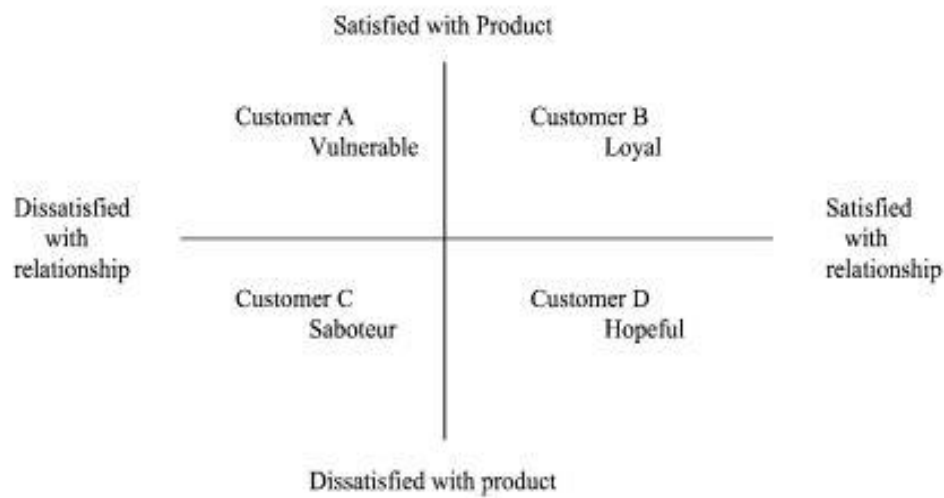 Satisfied with Product
Customer A
Vulnerable
Customer B
Loyal
Dissatisfied
with
relationship
Satisfied
with
relationship
Customer C
Saboteur
Customer D
Hopeful
Dissatisfied with product